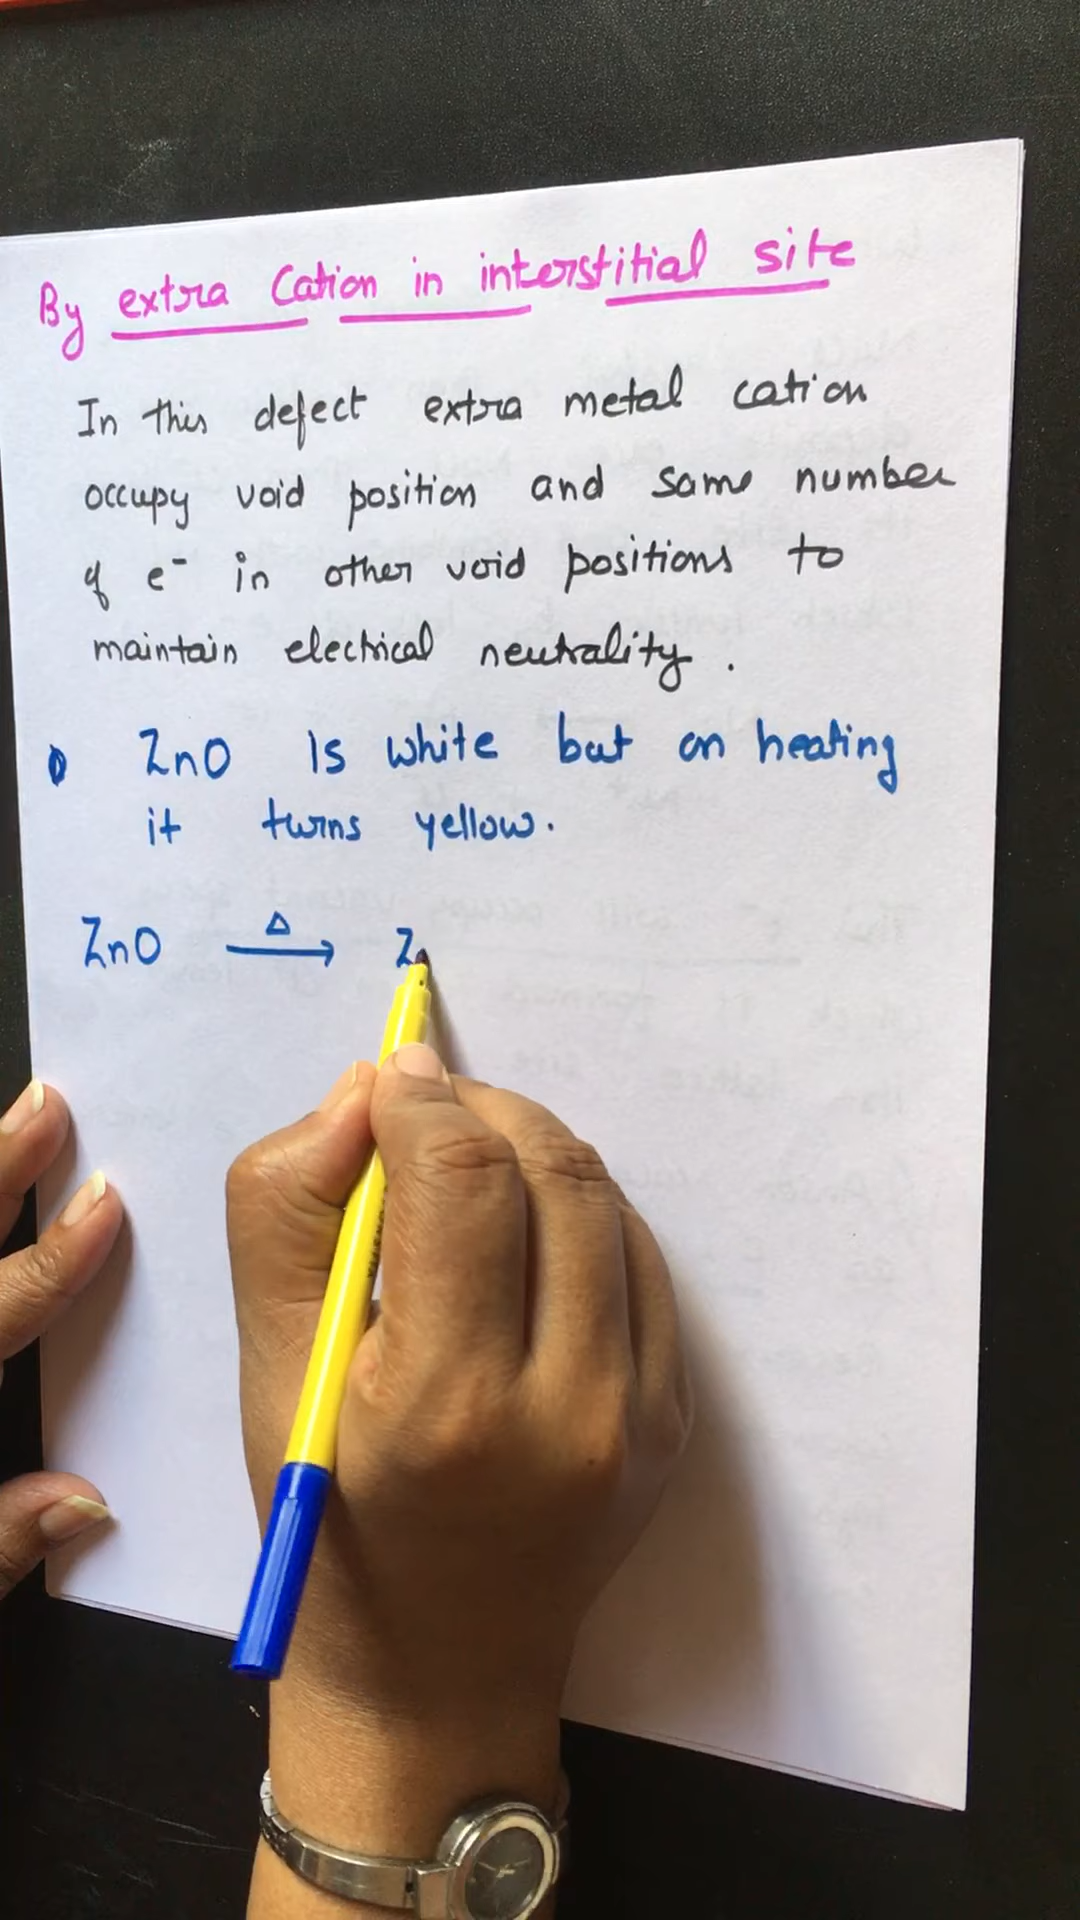 By extra Cation in interstitial site
In this defect extra metal cation
occupy void position and same number
of e⁻ in other void positions to
maintain electrical neutrality.
ZnO Is white but on heating
it turns yellow.
ZnO Δ⟶ Z